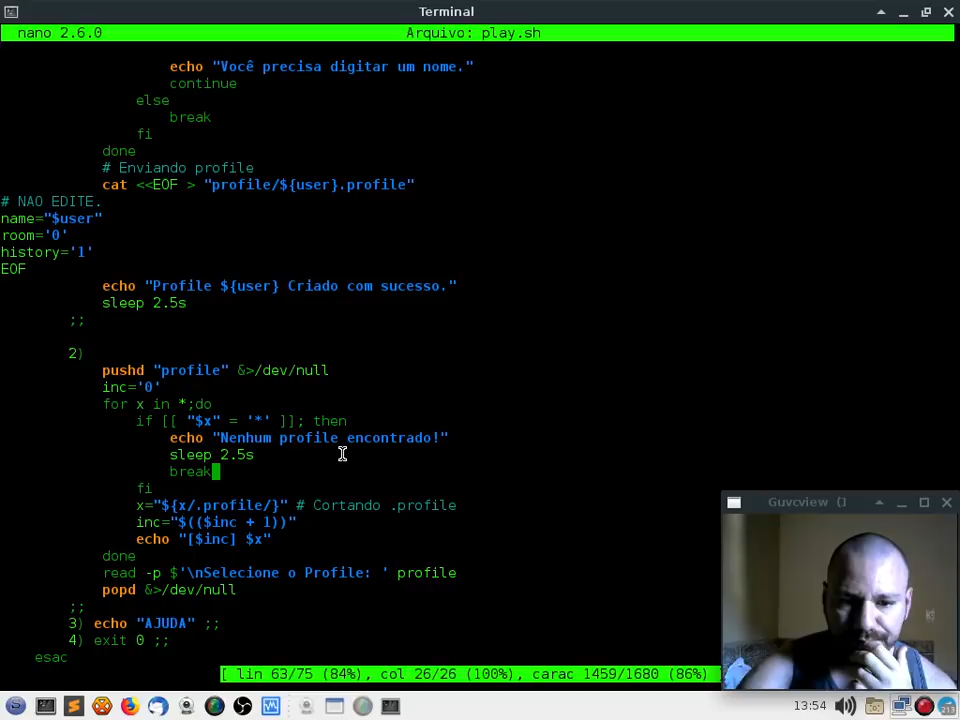 Terminal
nano 2.6.0 Arquivo: play.sh
echo "Você precisa digitar um nome."
continue
else
break
fi
done
# Enviando profile
cat <<EOF > "profile/${user}.profile"
# NAO EDITE.
name="$user"
room='0'
history='1'
EOF
echo "Profile ${user} Criado com sucesso."
sleep 2.5s
;;
2)
pushd "profile" &>/dev/null
inc='0'
for x in *;do
if [[ "$x" = '*' ]]; then
echo "Nenhum profile encontrado!"
sleep 2.5s
break
fi
x="${x/.profile/}" # Cortando .profile
inc="$(($inc + 1))"
echo "[$inc] $x"
done
read -p $'\nSelecione o Profile: ' profile
popd &>/dev/null
;;
3) echo "AJUDA" ;;
4) exit 0 ;;
esac
[ lin 63/75 (84%), col 26/26 (100%), carac 1459/1680 (86%)
Guvcview (]
13:54
213